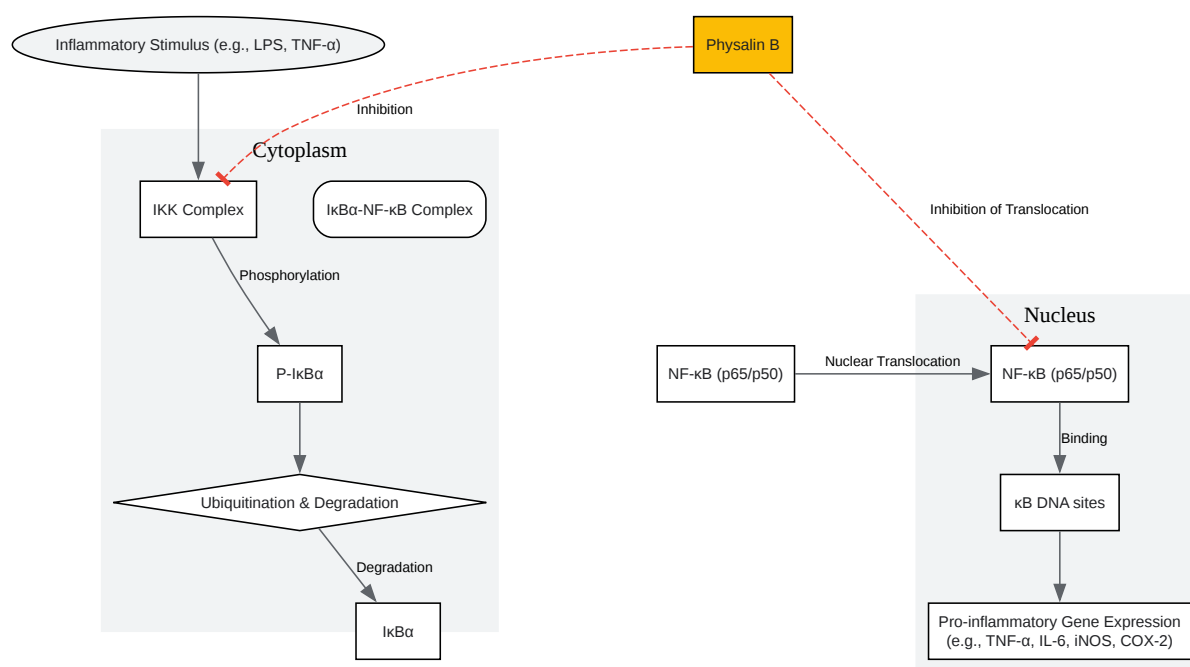 Inflammatory Stimulus (e.g., LPS, TNF-α)
Physalin B
Inhibition
Cytoplasm
IKK Complex
IκBα-NF-κB Complex
Inhibition of Translocation
Phosphorylation
Nucleus
P-IκBα
NF-κB (p65/p50)
Nuclear Translocation
NF-κB (p65/p50)
Binding
Ubiquitination & Degradation
κB DNA sites
Degradation
IκBα
Pro-inflammatory Gene Expression
(e.g., TNF-α, IL-6, iNOS, COX-2)